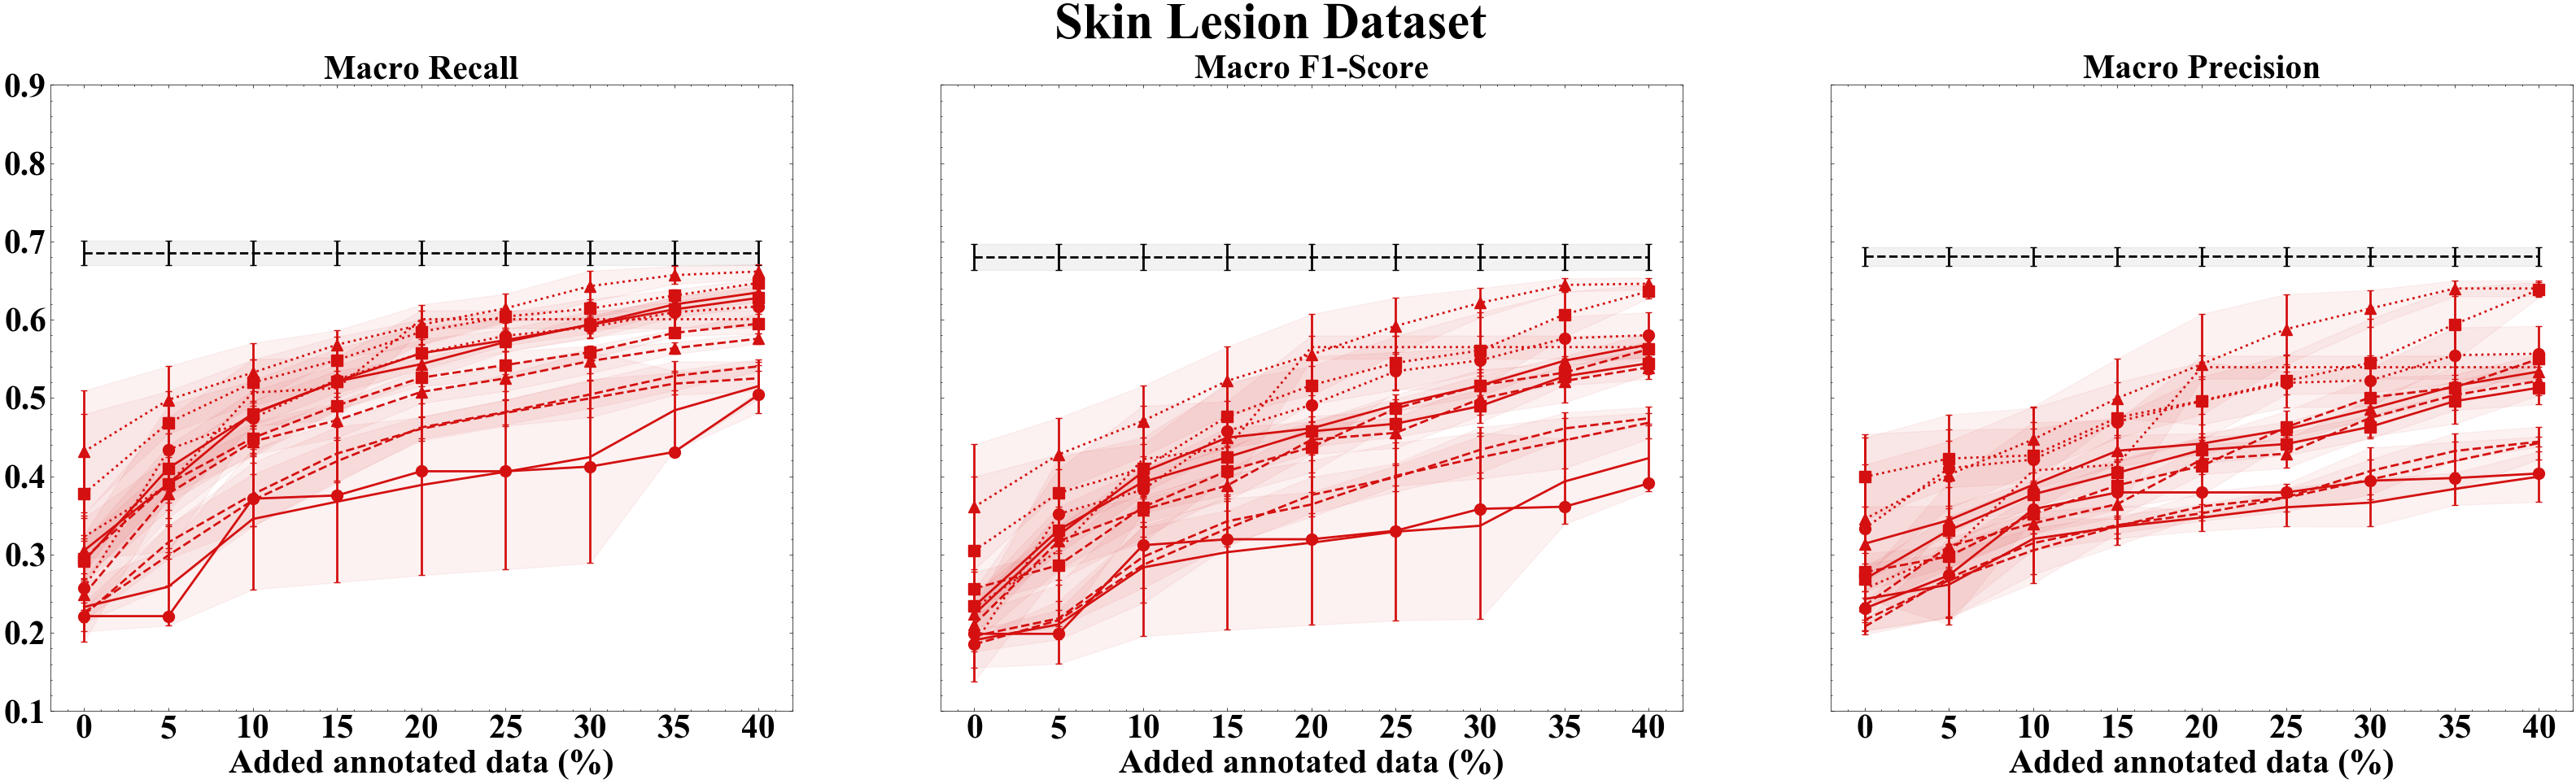 Skin Lesion Dataset
Macro Recall
Macro F1-Score
Macro Precision
0.9
0.8
0.7
0.6
0.5
0.4
0.3
0.2
0.1
0 5 10 15 20 25 30 35 40
0 5 10 15 20 25 30 35 40
0 5 10 15 20 25 30 35 40
Added annotated data (%)
Added annotated data (%)
Added annotated data (%)